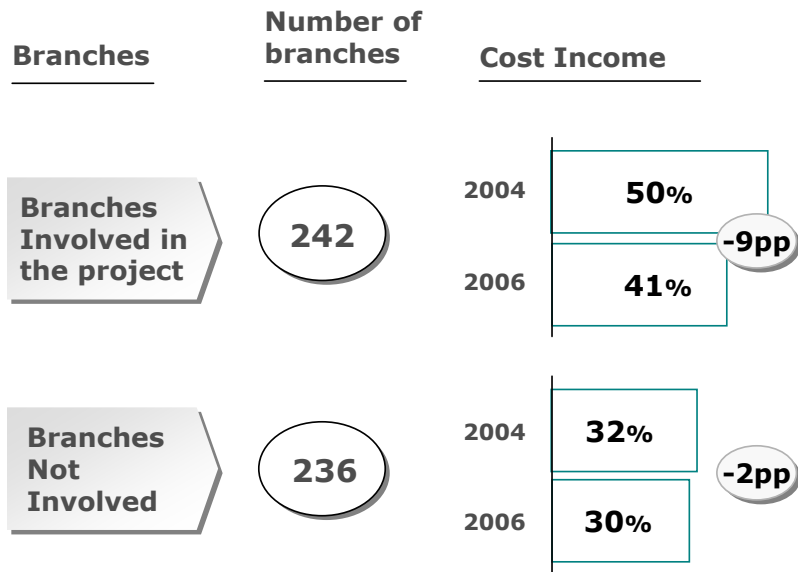 Branches
Number of
branches
Cost Income
Branches
Involved in
the project
242
2004
50%
2006
41%
-9pp
Branches
Not
Involved
236
2004
32%
2006
30%
-2pp